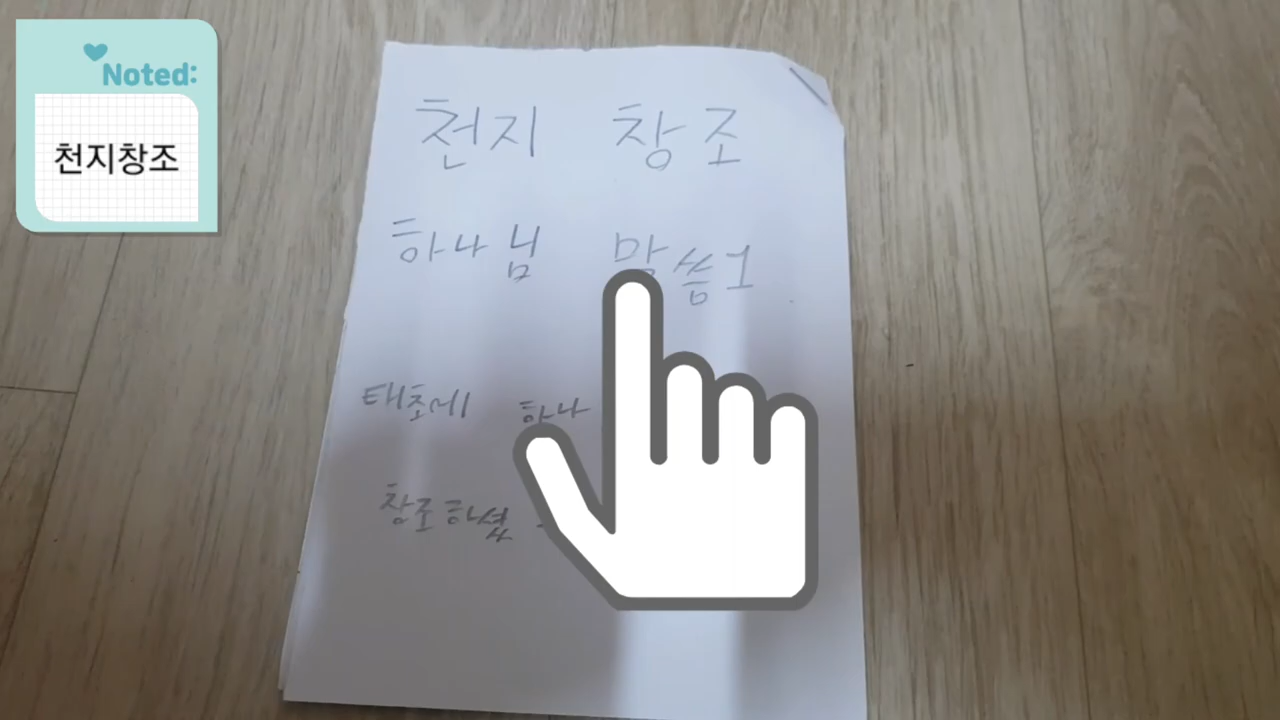 Noted:
천지창조
천지 창조
하나님 말씀
태초에 하나
창조하셨